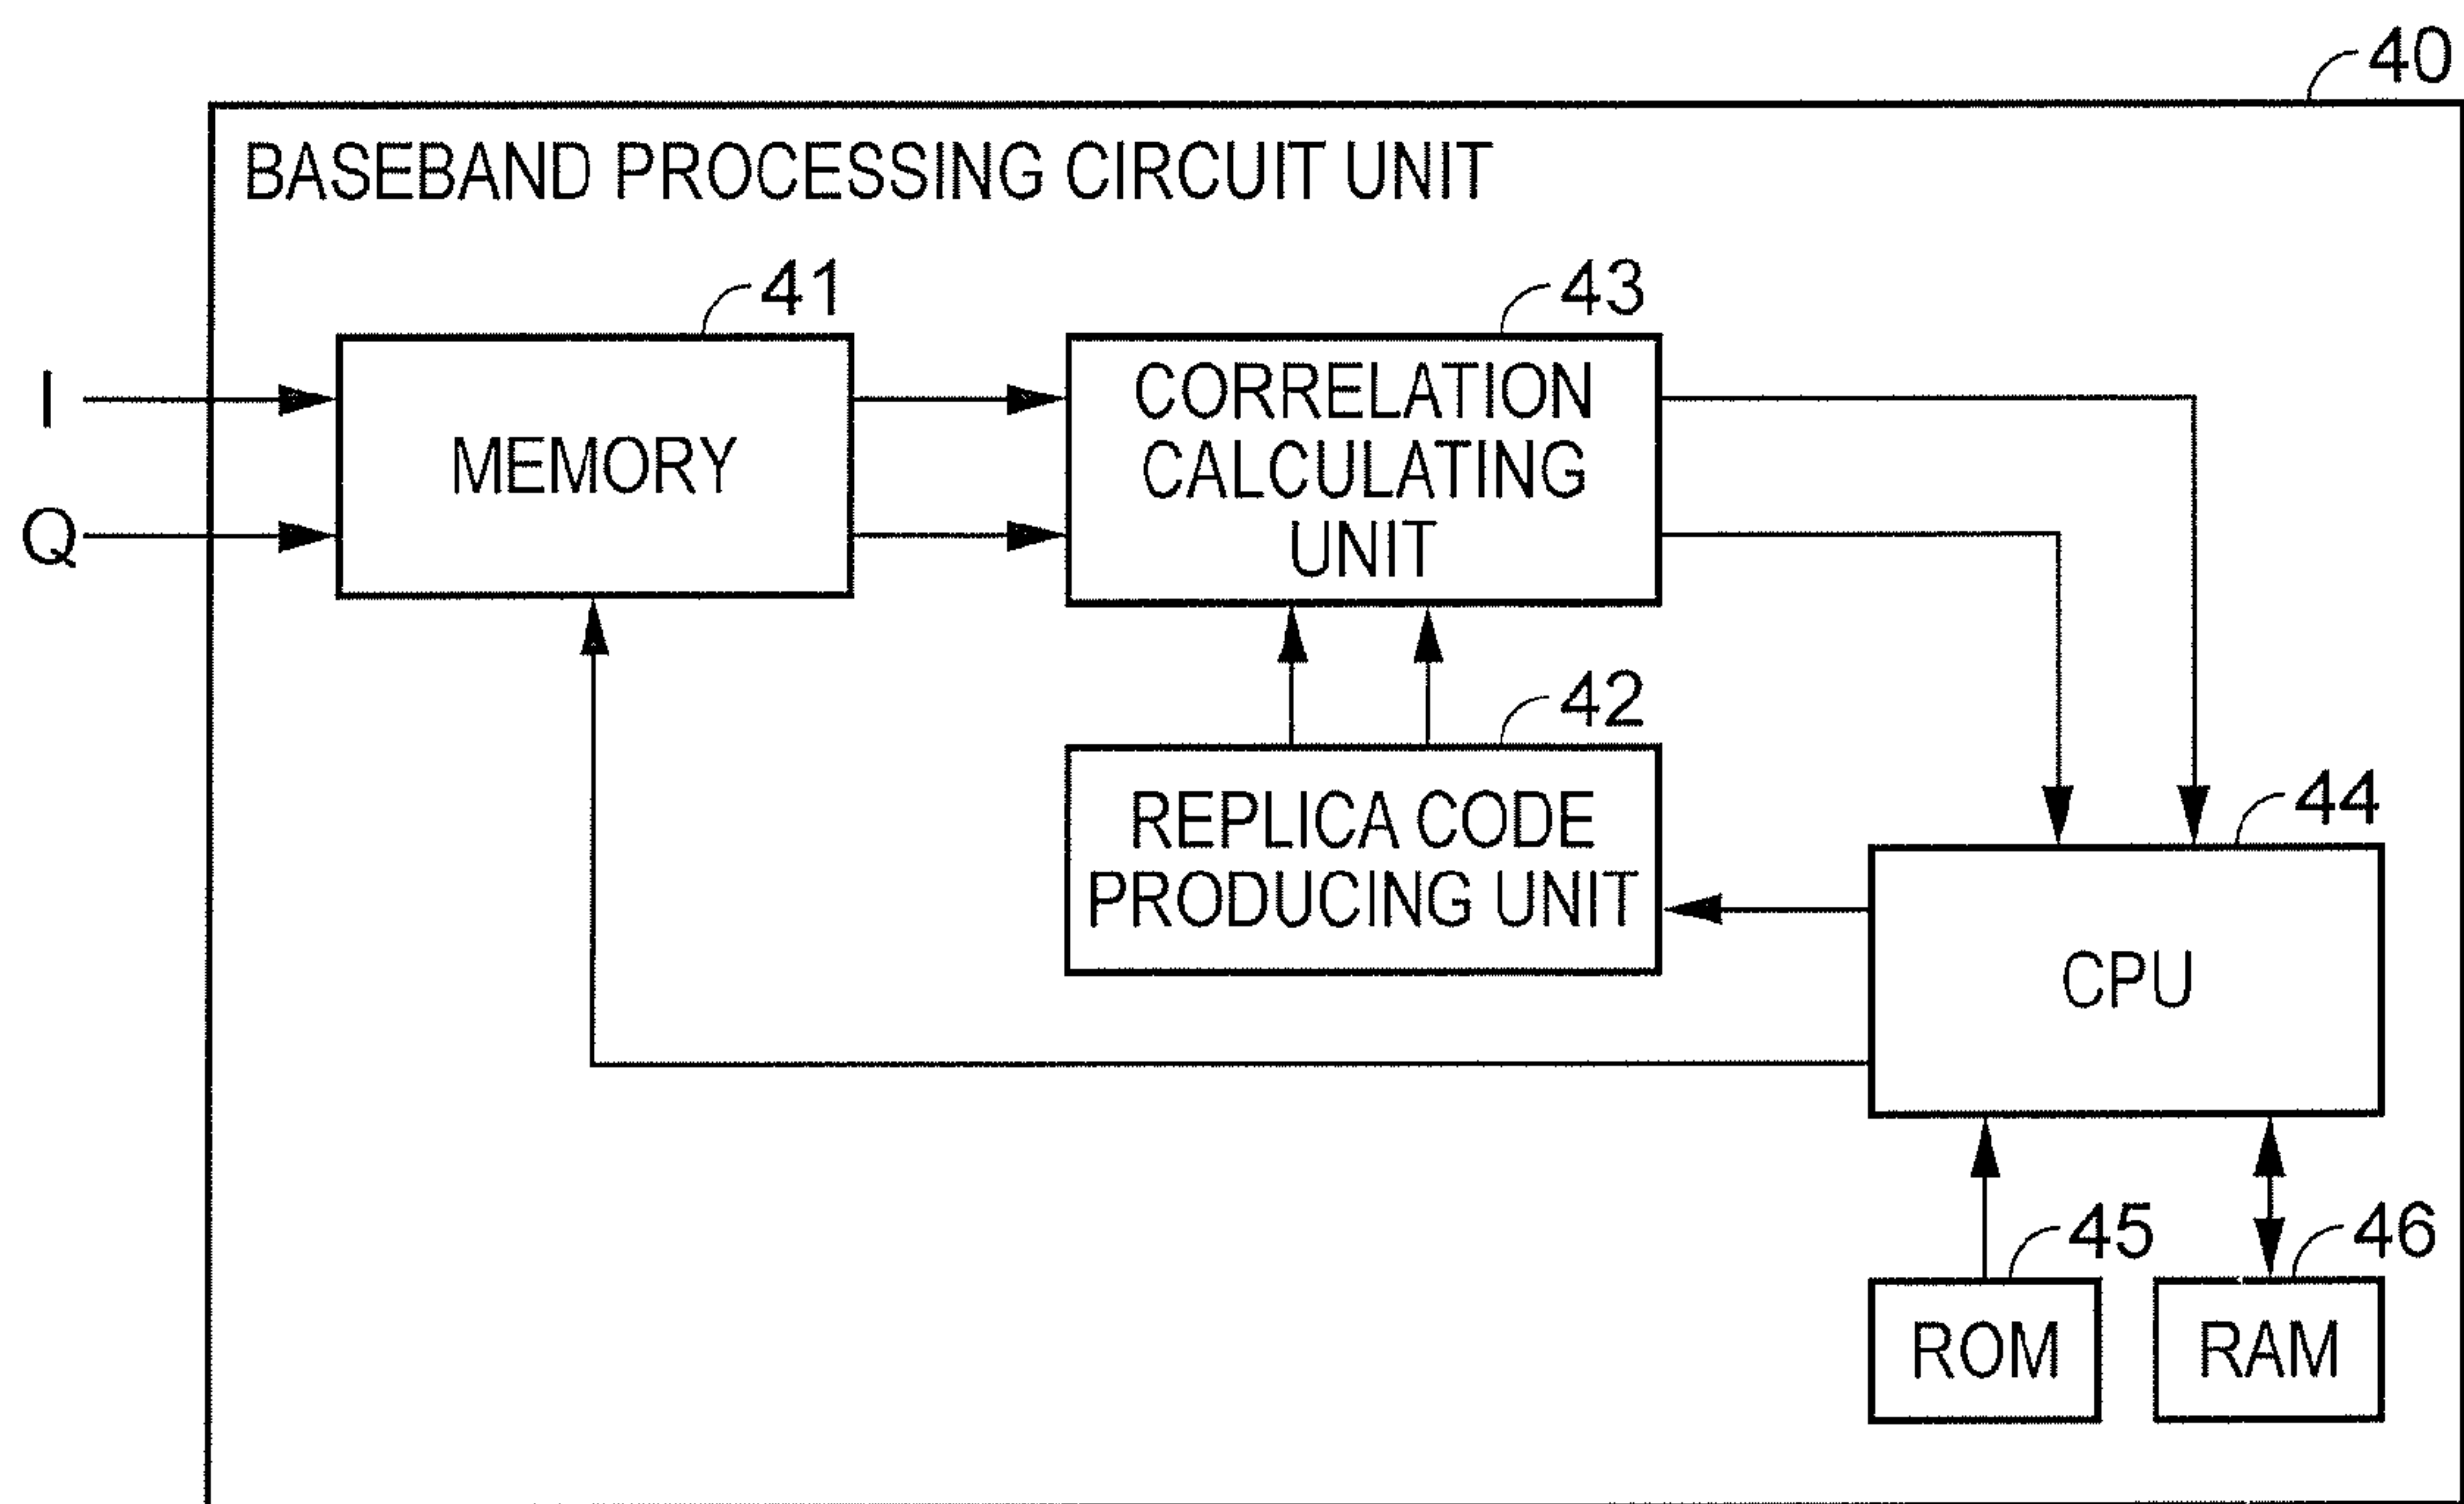 40
BASEBAND PROCESSING CIRCUIT UNIT
41
43
I
Q
MEMORY
CORRELATION
CALCULATING
UNIT
42
REPLICA CODE
PRODUCING UNIT
44
CPU
45
46
ROM
RAM